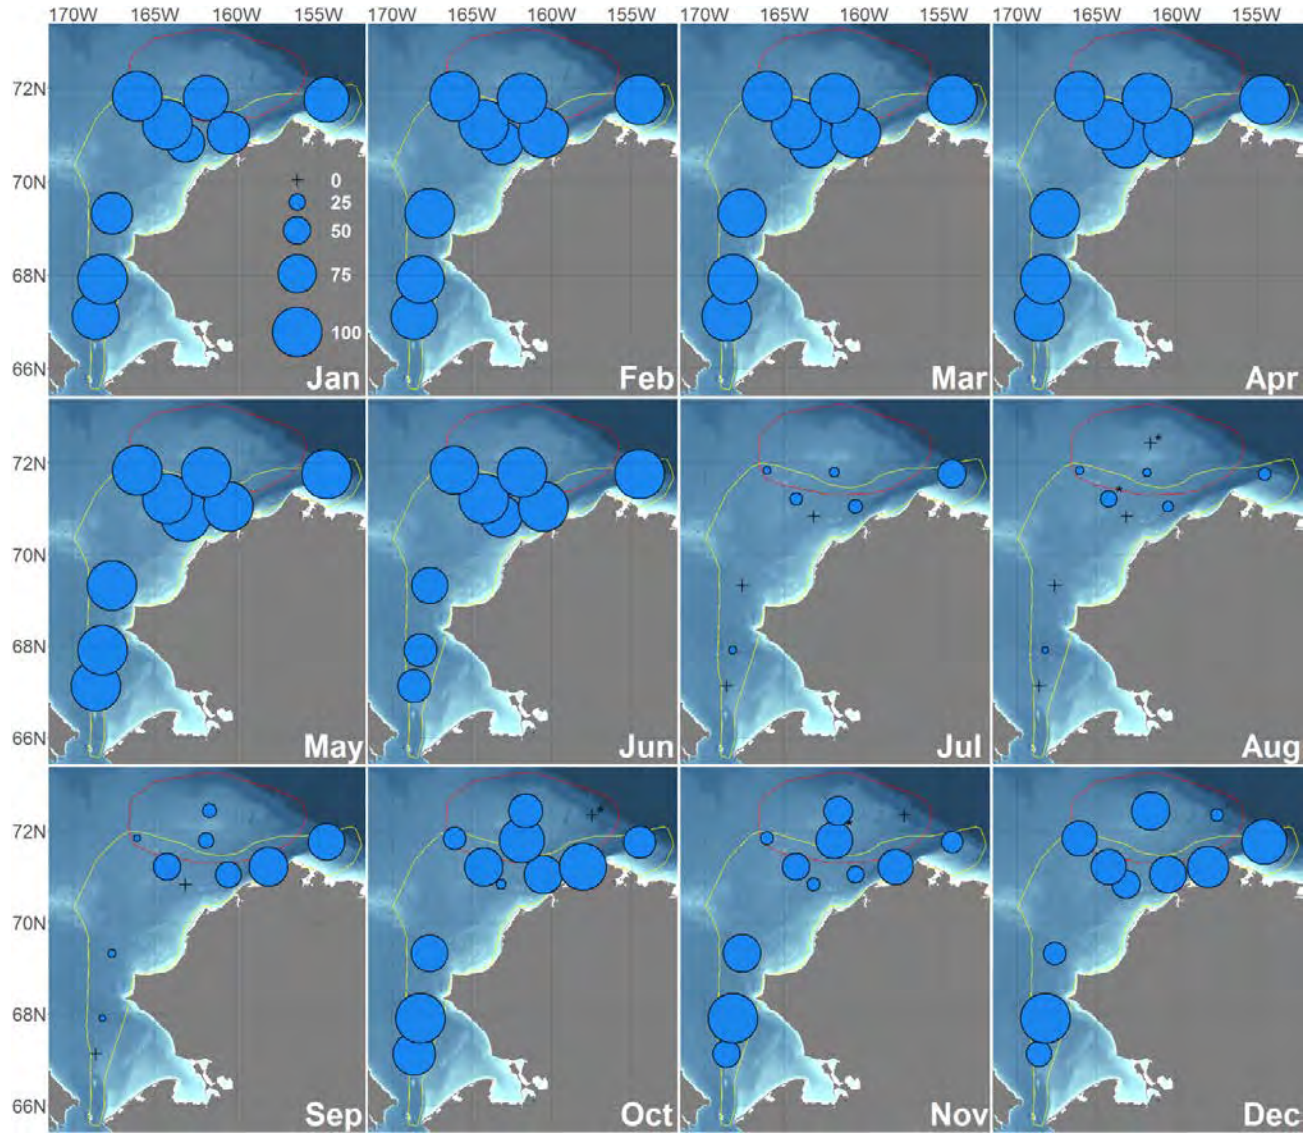 170W 165W 160W 155W 170W 165W 160W 155W 170W 165W 160W 155W 170W 165W 160W 155W
72N
70N
+ 0
25
50
68N
75
100
66N
Jan Feb Mar Apr
72N
+*
*
+ +
70N
+ +
68N
+ +
66N
May Jun Jul Aug
72N
+* +
*
+
70N
68N
+
66N
Sep Oct Nov Dec